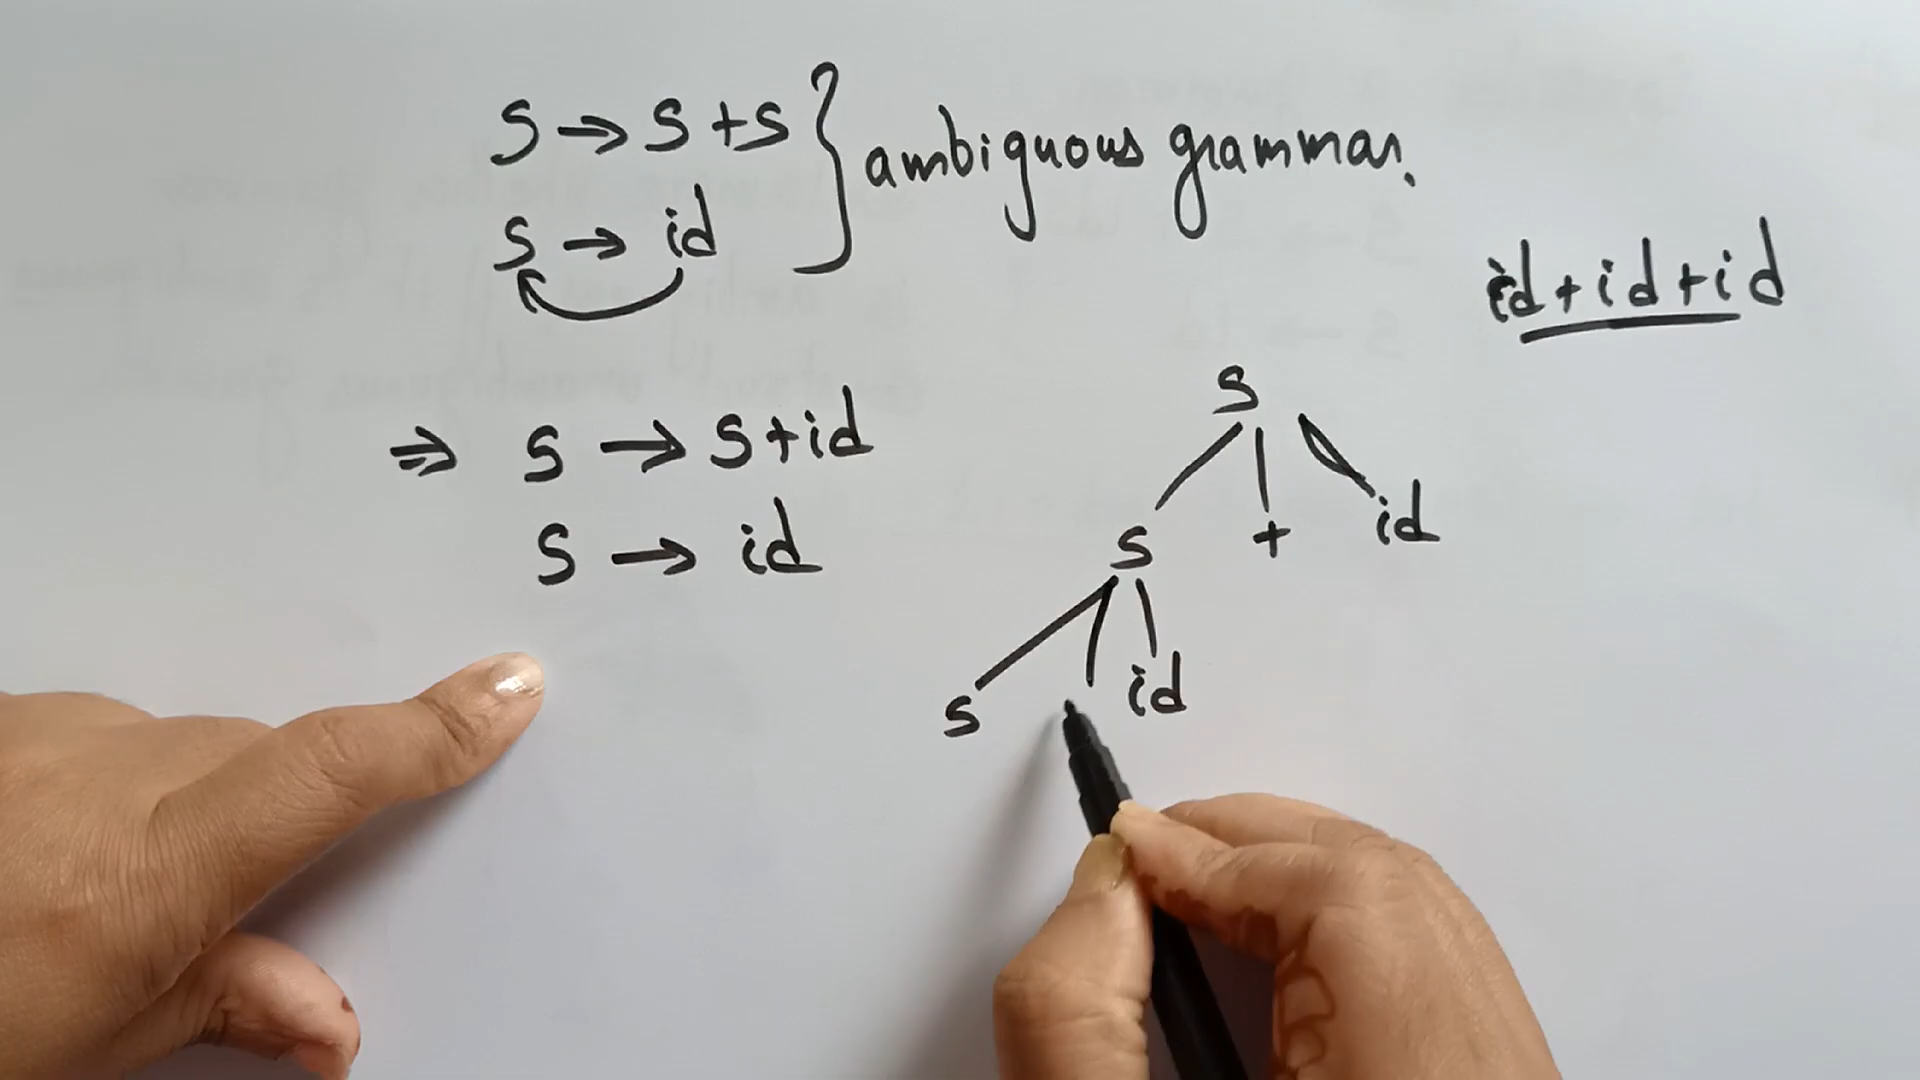 S → S + S } ambiguous grammar.
S → id
id + id + id
⇒ S → S + id
S → id
S
S + id
S id